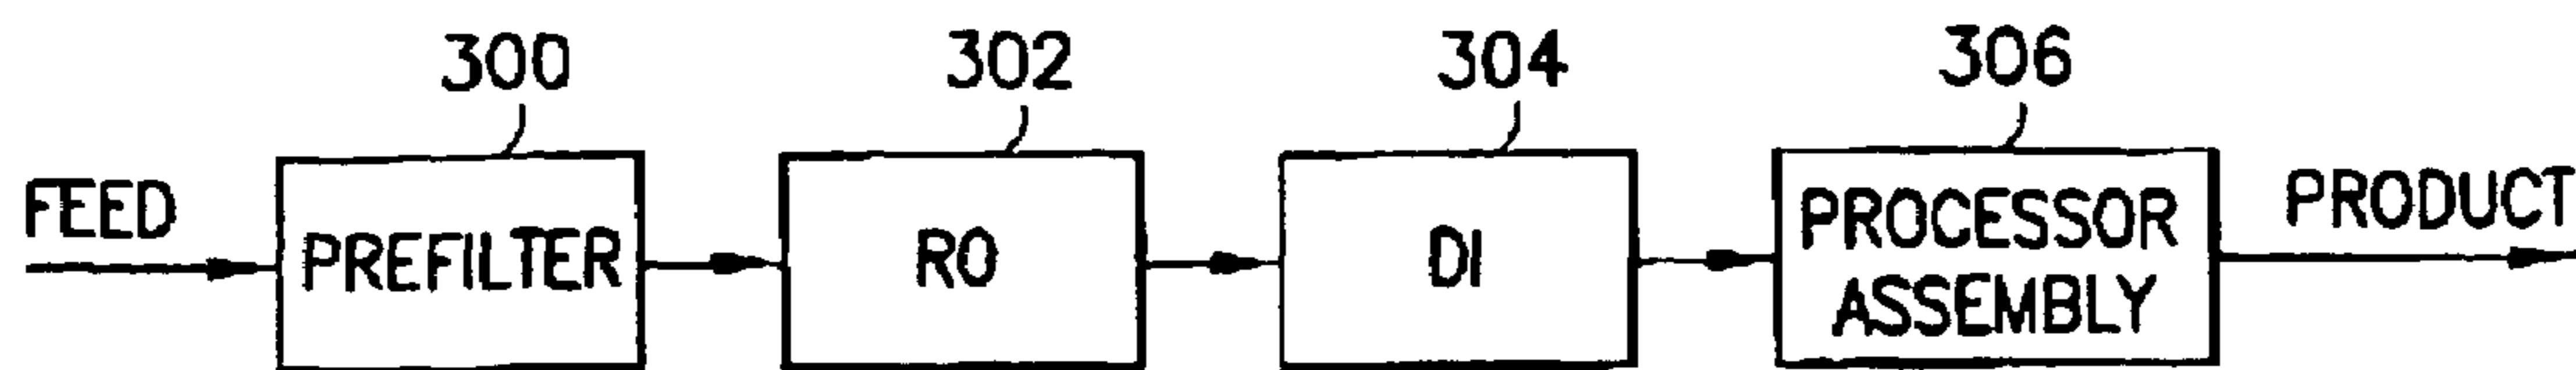 300 302 304 306
FEED
PREFILTER
RO
DI
PROCESSOR
ASSEMBLY
PRODUCT